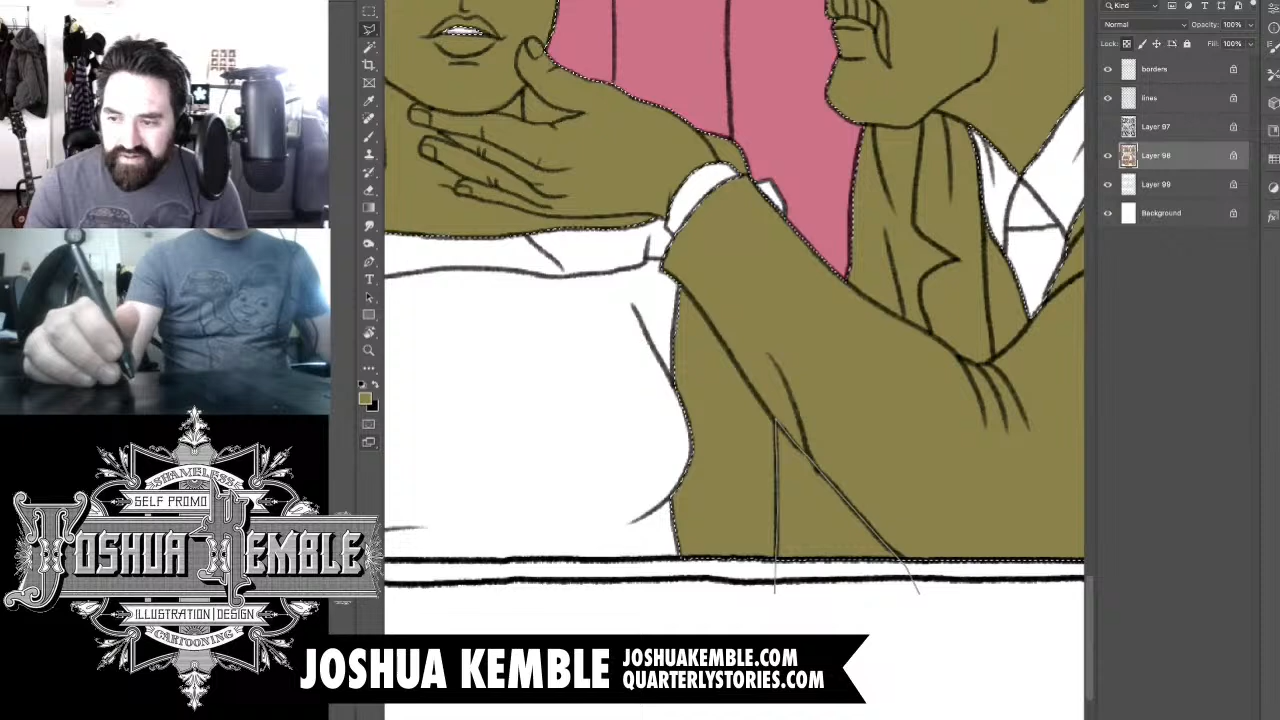 Kind
Normal
Opacity: 100%
Lock:
Fill: 100%
borders
lines
Layer 97
Layer 98
Layer 99
Background
SHAMELESS
SELF PROMO
JOSHUA KEMBLE
ILLUSTRATION|DESIGN
CARTOONING
JOSHUA KEMBLE
JOSHUAKEMBLE.COM
QUARTERLYSTORIES.COM